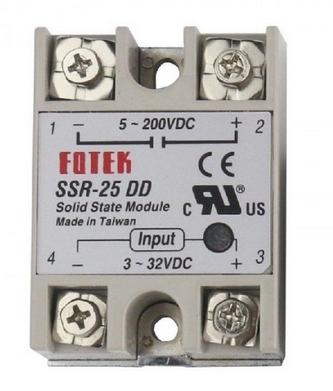 1 − 5~200VDC + 2
FOTEK
CE
SSR-25 DD
Solid State Module
C RU US
Made in Taiwan
Input
4 − 3~32VDC + 3